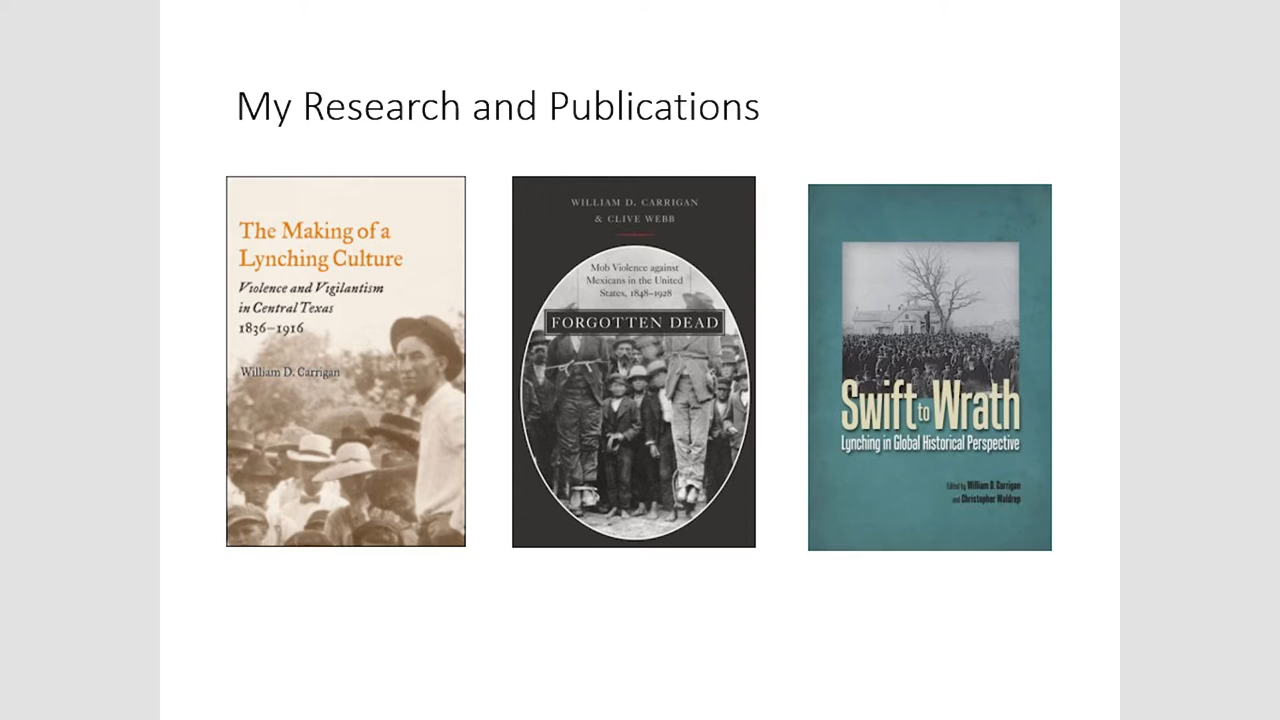 My Research and Publications
The Making of a
Lynching Culture
Violence and Vigilantism
in Central Texas
1836–1916
William D. Carrigan
WILLIAM D. CARRIGAN
& CLIVE WEBB
Mob Violence against
Mexicans in the United
States, 1848–1928
FORGOTTEN DEAD
Swift to Wrath
Lynching in Global Historical Perspective
Edited by William D. Carrigan
and Christopher Waldrep